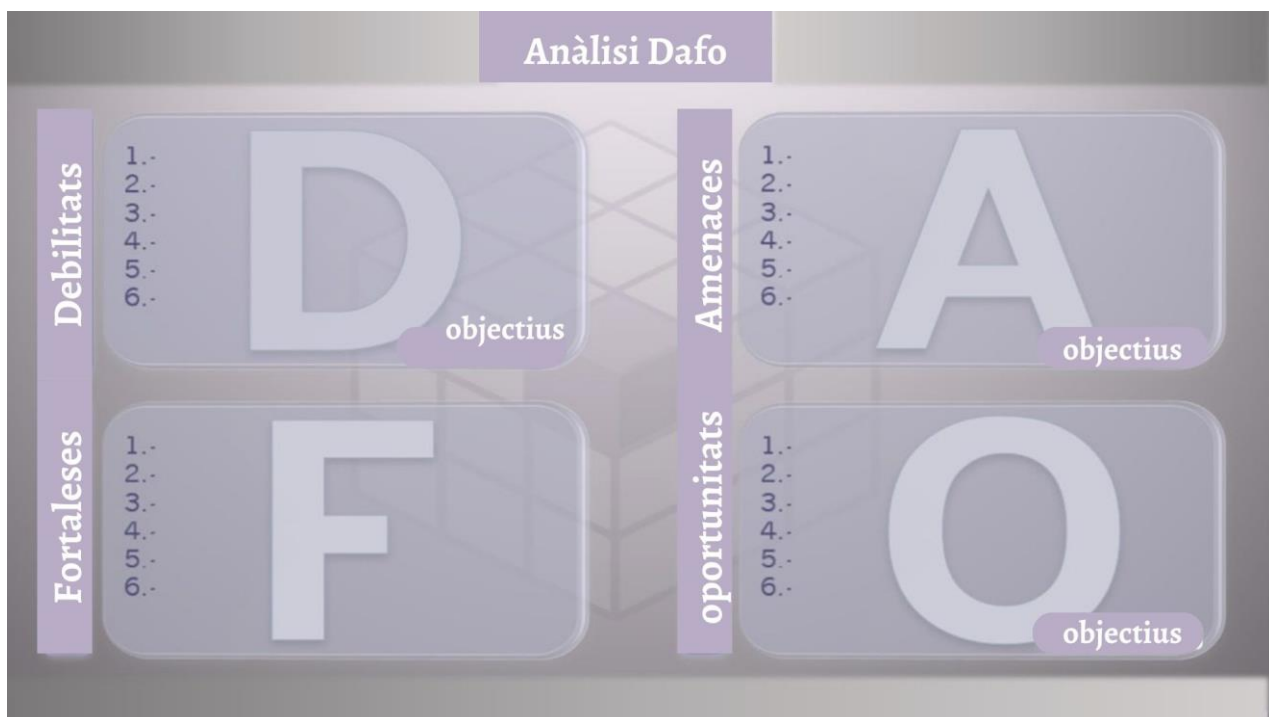 Anàlisi Dafo
Debilitats
D
1.-
2.-
3.-
4.-
5.-
6.-
objectius
Amenaces
A
1.-
2.-
3.-
4.-
5.-
6.-
objectius
Fortaleses
F
1.-
2.-
3.-
4.-
5.-
6.-
oportunitats
O
1.-
2.-
3.-
4.-
5.-
6.-
objectius